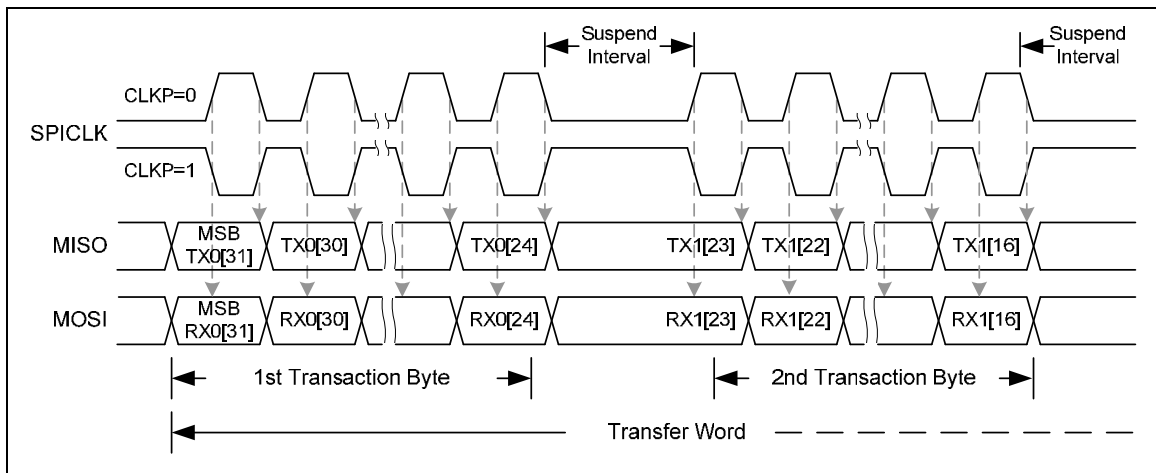 Suspend
Interval
Suspend
Interval
CLKP=0
SPICLK
CLKP=1
MISO
MSB
TX0[31]
TX0[30]
TX0[24]
TX1[23]
TX1[22]
TX1[16]
MOSI
MSB
RX0[31]
RX0[30]
RX0[24]
RX1[23]
RX1[22]
RX1[16]
1st Transaction Byte
2nd Transaction Byte
Transfer Word